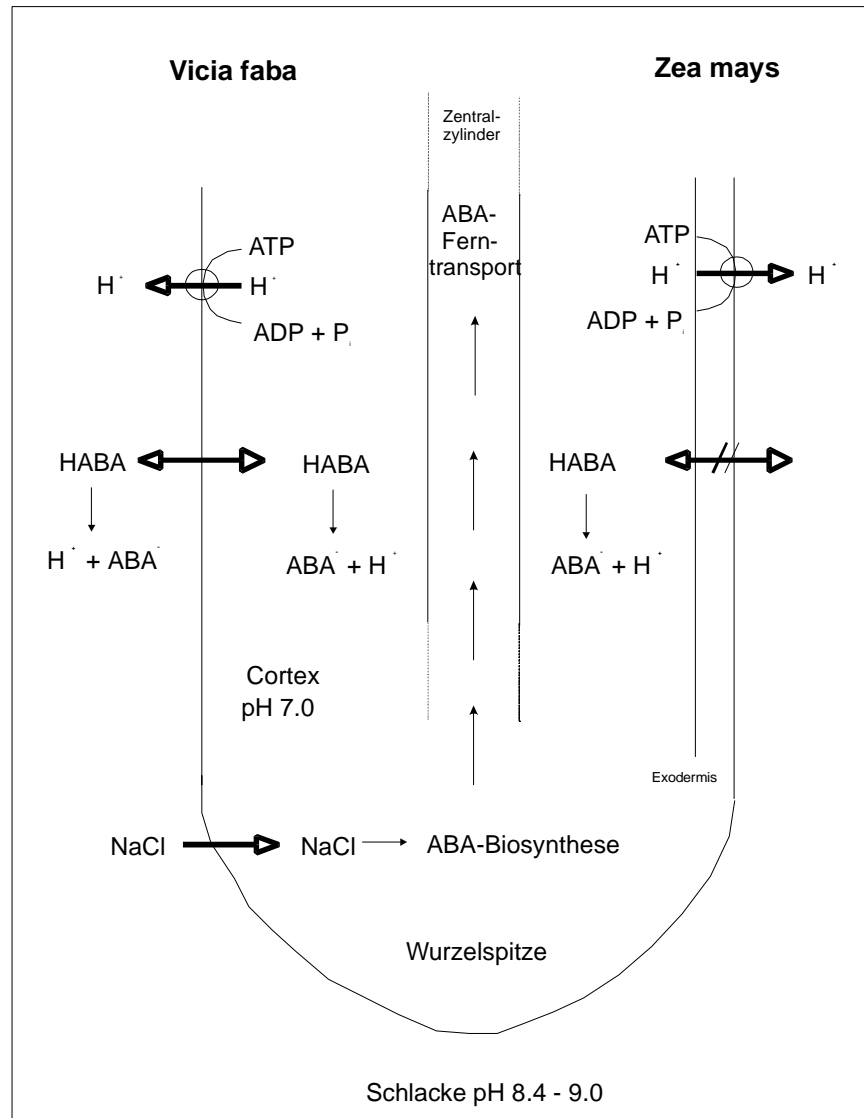 Vicia faba
Zea mays
Zentral-
zylinder
ABA-
Fern-
transport
ATP
H⁺ H⁺
ADP + Pᵢ
ATP
H⁺ H⁺
ADP + Pᵢ
HABA HABA
H⁺ + ABA⁻ ABA⁻ + H⁺
HABA
ABA⁻ + H⁺
Cortex
pH 7.0
Exodermis
NaCl NaCl ABA-Biosynthese
Wurzelspitze
Schlacke pH 8.4 - 9.0